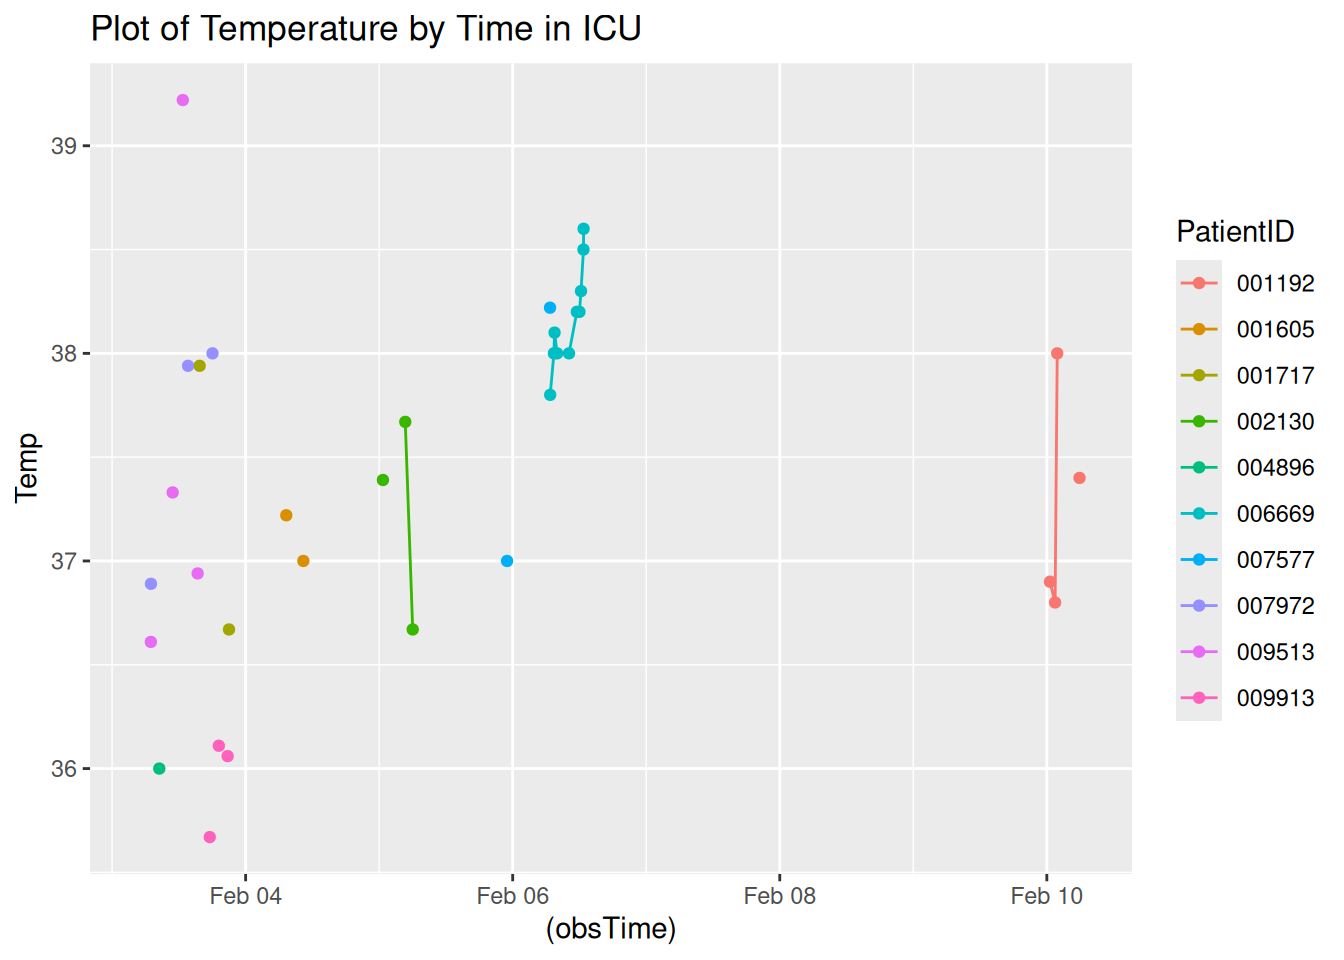 Plot of Temperature by Time in ICU
Temp
39
38
37
36
Feb 04
Feb 06
Feb 08
Feb 10
(obsTime)
PatientID
001192
001605
001717
002130
004896
006669
007577
007972
009513
009913